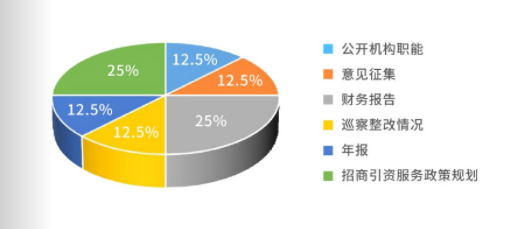 12.5%
12.5%
25%
12.5%
12.5%
25%
公开机构职能
意见征集
财务报告
巡察整改情况
年报
招商引资服务政策规划